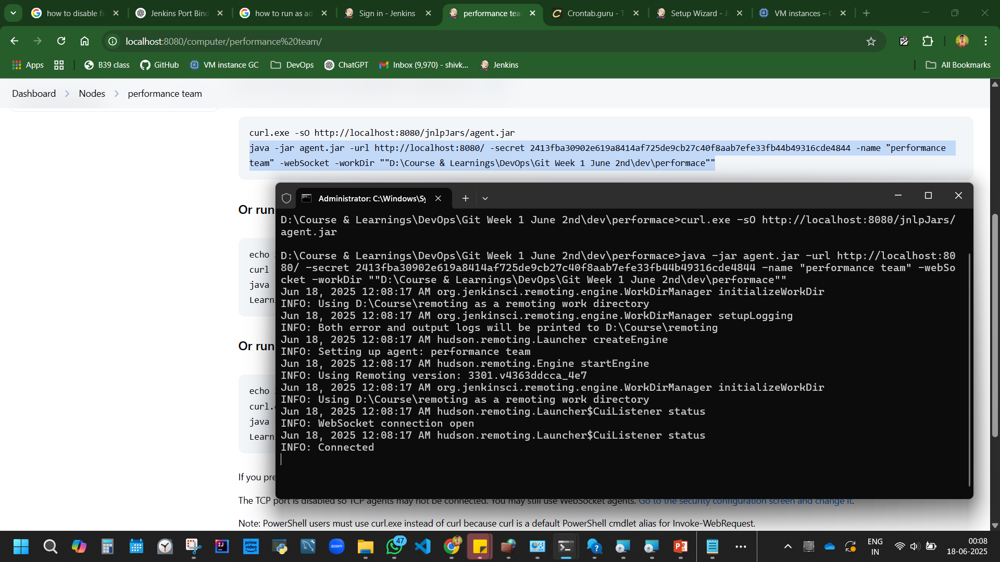 how to disable fi
Jenkins Port Bind
how to run as ad
Sign in - Jenkins
performance tea
Crontab.guru - T
Setup Wizard - J
VM instances – C
localhost:8080/computer/performance%20team/
Apps
B39 class
GitHub
VM instance GC
DevOps
ChatGPT
Inbox (9,970) - shivk...
Jenkins
All Bookmarks
Dashboard
Nodes
performance team
curl.exe -sO http://localhost:8080/jnlpJars/agent.jar
java -jar agent.jar -url http://localhost:8080/ -secret 2413fba30902e619a8414af725de9cb27c40f8aab7efe33fb44b49316cde4844 -name "performance
team" -webSocket -workDir ""D:\Course & Learnings\DevOps\Git Week 1 June 2nd\dev\performace""
Or run
echo
curl
java
Learn
Or run
echo
curl.
java
Learn
If you pre
The TCP port is disabled so TCP agents may not be connected. You may still use WebSocket agents. Go to the security configuration screen and change it.
Note: PowerShell users must use curl.exe instead of curl because curl is a default PowerShell cmdlet alias for Invoke-WebRequest.
Administrator: C:\Windows\Sy
D:\Course & Learnings\DevOps\Git Week 1 June 2nd\dev\performace>curl.exe -sO http://localhost:8080/jnlpJars/
agent.jar
D:\Course & Learnings\DevOps\Git Week 1 June 2nd\dev\performace>java -jar agent.jar -url http://localhost:80
80/ -secret 2413fba30902e619a8414af725de9cb27c40f8aab7efe33fb44b49316cde4844 -name "performance team" -webSo
cket -workDir ""D:\Course & Learnings\DevOps\Git Week 1 June 2nd\dev\performace""
Jun 18, 2025 12:08:17 AM org.jenkinsci.remoting.engine.WorkDirManager initializeWorkDir
INFO: Using D:\Course\remoting as a remoting work directory
Jun 18, 2025 12:08:17 AM org.jenkinsci.remoting.engine.WorkDirManager setupLogging
INFO: Both error and output logs will be printed to D:\Course\remoting
Jun 18, 2025 12:08:17 AM hudson.remoting.Launcher createEngine
INFO: Setting up agent: performance team
Jun 18, 2025 12:08:17 AM hudson.remoting.Engine startEngine
INFO: Using Remoting version: 3301.v4363ddcca_4e7
Jun 18, 2025 12:08:17 AM org.jenkinsci.remoting.engine.WorkDirManager initializeWorkDir
INFO: Using D:\Course\remoting as a remoting work directory
Jun 18, 2025 12:08:17 AM hudson.remoting.Launcher$CuiListener status
INFO: WebSocket connection open
Jun 18, 2025 12:08:17 AM hudson.remoting.Launcher$CuiListener status
INFO: Connected
47
ENG
IN
00:08
18-06-2025